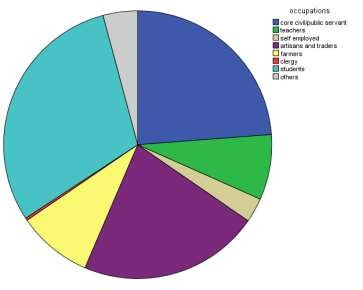 occupations
core civil/public servant
teachers
self employed
artisans and traders
farmers
clergy
students
others